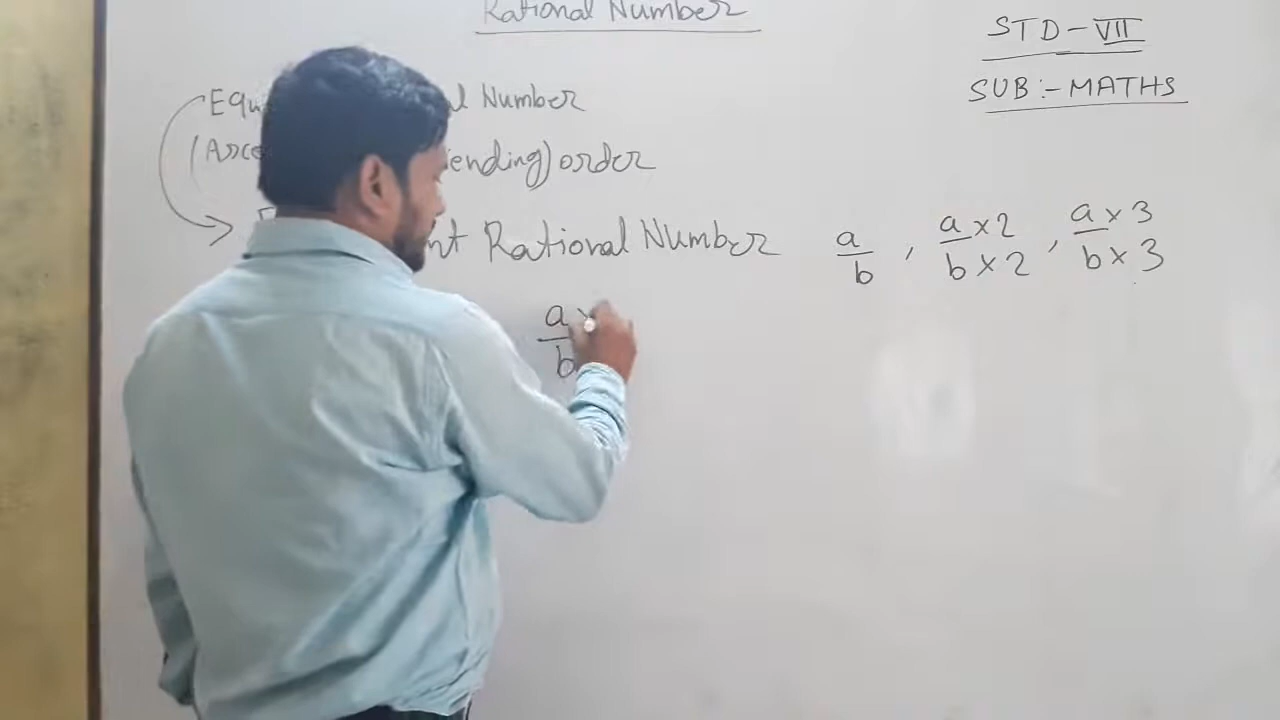 Rational Number
STD-VII
SUB:- MATHS
Number
order
Rational Number
a/b , a×2/b×2 , a×3/b×3
a
b